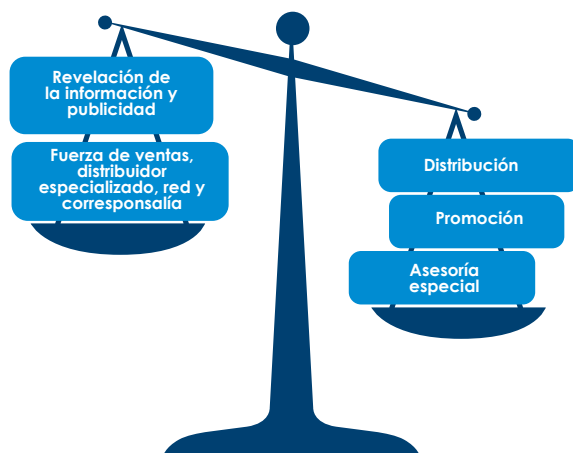 Revelación de
la información y
publicidad
Fuerza de ventas,
distribuidor
especializado, red y
corresponsalía
Distribución
Promoción
Asesoría
especial